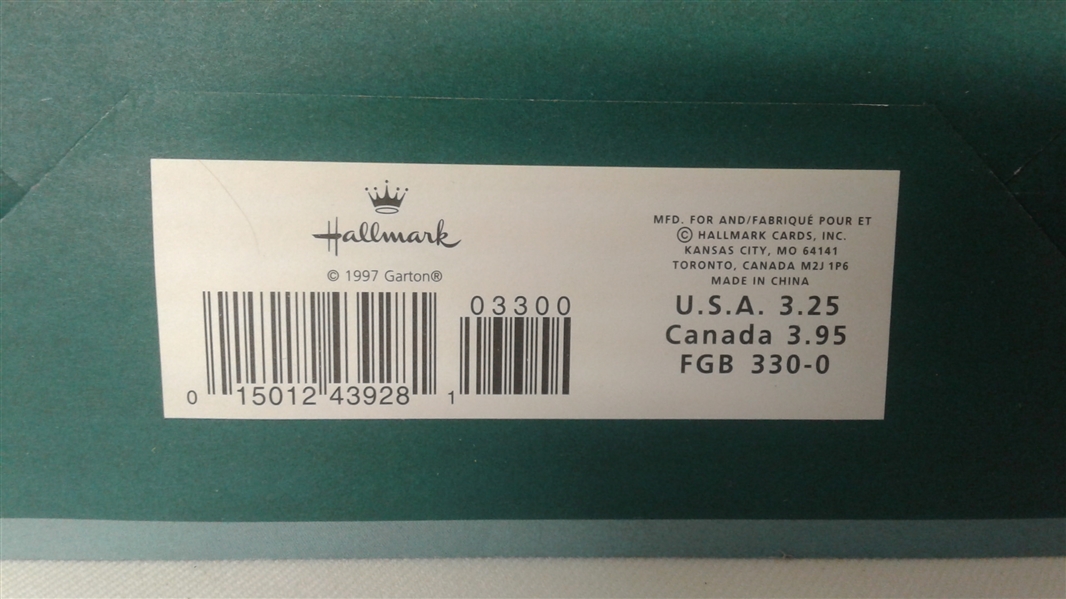 Hallmark
© 1997 Garton®
03300
0 15012 43928 1
MFD. FOR AND/FABRIQUÉ POUR ET
© HALLMARK CARDS, INC.
KANSAS CITY, MO 64141
TORONTO, CANADA M2J 1P6
MADE IN CHINA
U.S.A. 3.25
Canada 3.95
FGB 330-0